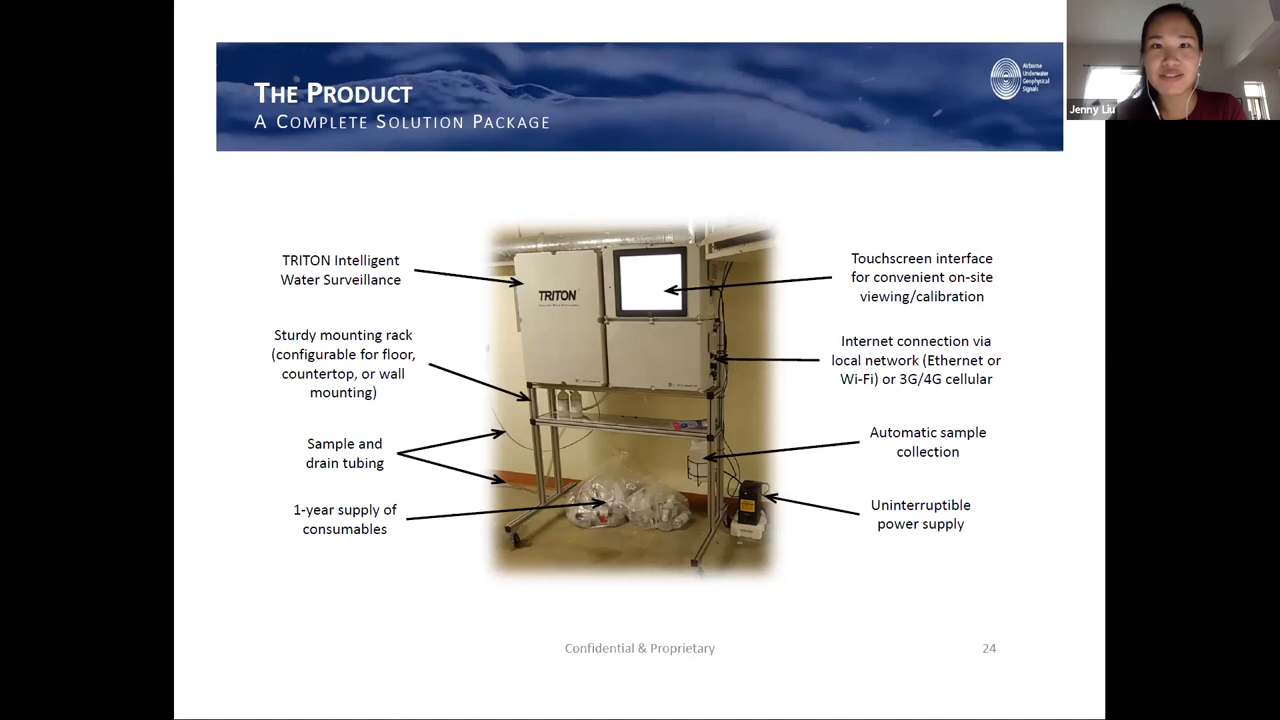 THE PRODUCT
A COMPLETE SOLUTION PACKAGE
Airborne
Underwater
Geophysical
Signals
Jenny Liu
TRITON Intelligent
Water Surveillance
Sturdy mounting rack
(configurable for floor,
countertop, or wall
mounting)
Sample and
drain tubing
1-year supply of
consumables
TRITON
Touchscreen interface
for convenient on-site
viewing/calibration
Internet connection via
local network (Ethernet or
Wi-Fi) or 3G/4G cellular
Automatic sample
collection
Uninterruptible
power supply
Confidential & Proprietary
24